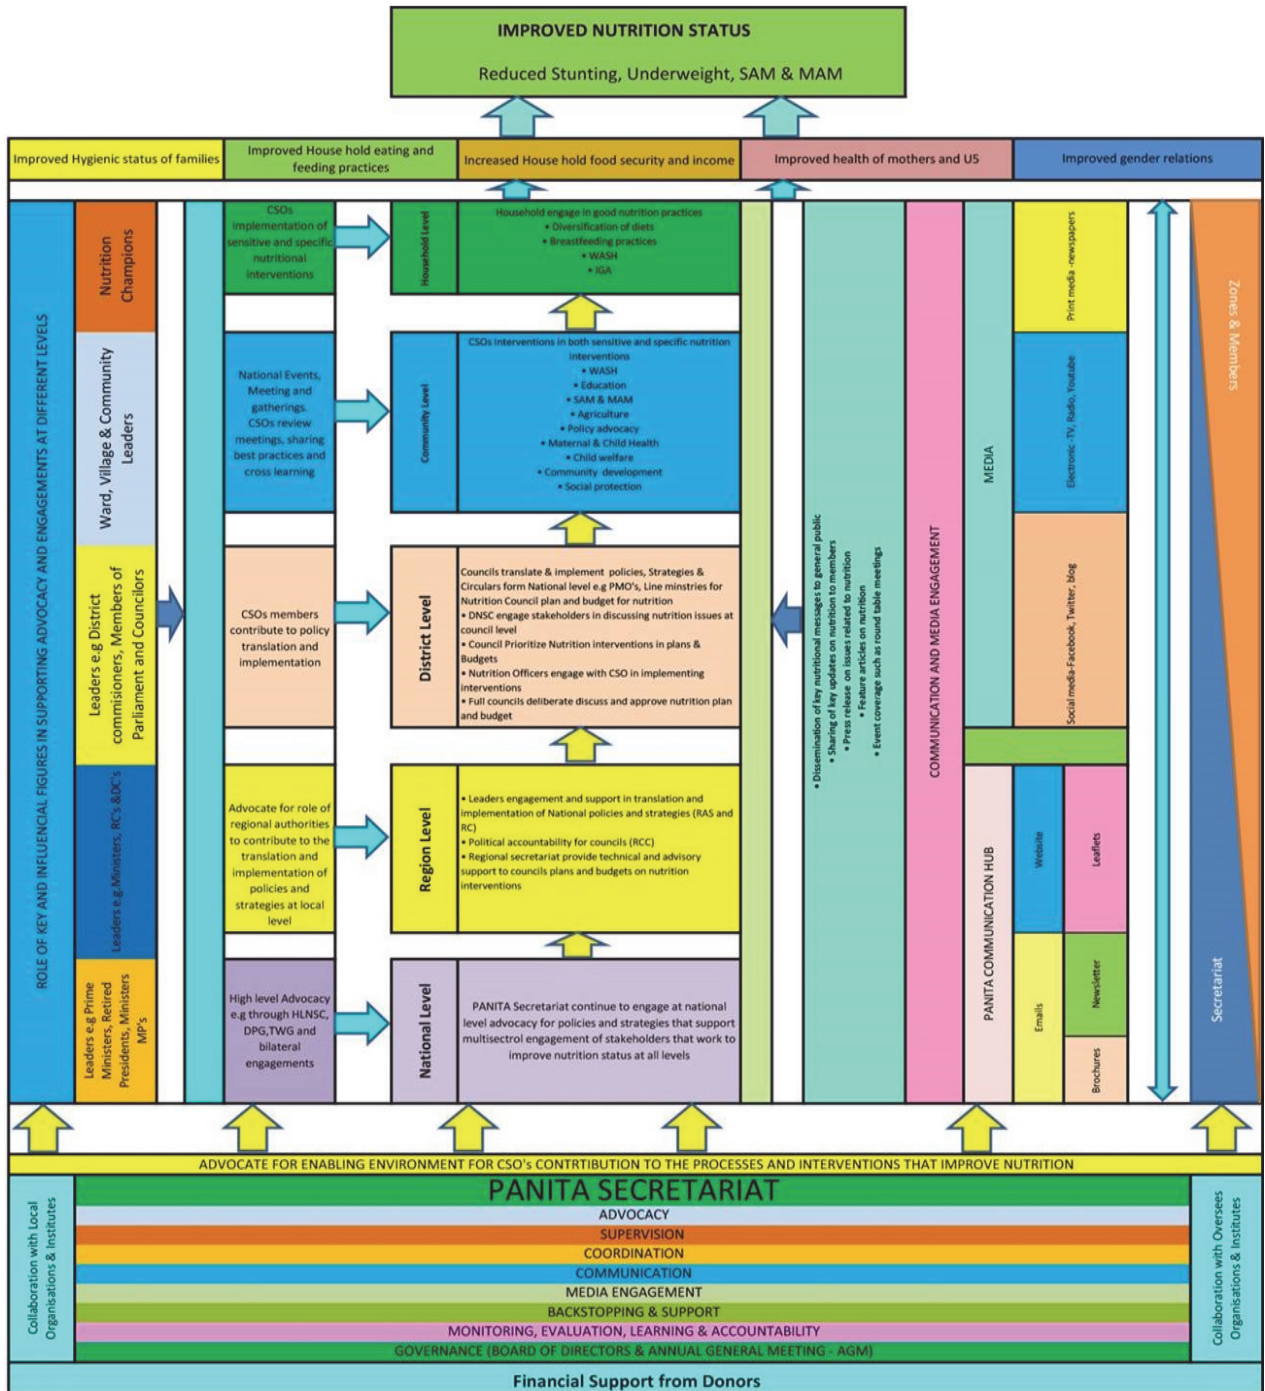 IMPROVED NUTRITION STATUS
Reduced Stunting, Underweight, SAM & MAM
Improved Hygienic status of families
Improved House hold eating and
feeding practices
Increased House hold food security and income
Improved health of mothers and U5
Improved gender relations
ROLE OF KEY AND INFLUENCIAL FIGURES IN SUPPORTING ADVOCACY AND ENGAGEMENTS AT DIFFERENT LEVELS
Nutrition
Champions
CSOs
implementation of
sensitive and specific
nutritional
interventions
Household Level
Household engage in good nutrition practices
• Diversification of diets
• Breastfeeding practices
• WASH
• IGA
Ward, Village & Community
Leaders
National Events,
Meeting and
gatherings.
CSOs review
meetings, sharing
best practices and
cross learning
Community Level
CSOs interventions in both sensitive and specific nutrition
interventions
• WASH
• Education
• SAM & MAM
• Agriculture
• Policy advocacy
• Maternal & Child Health
• Child welfare
• Community development
• Social protection
Leaders e.g District
commisioners, Members of
Parliament and Councilors
CSOs members
contribute to policy
translation and
implementation
District Level
Councils translate & implement policies, Strategies &
Circulars form National level e.g PMO's, Line minstries for
Nutrition Council plan and budget for nutrition
• DNSC engage stakeholders in discussing nutrition issues at
council level
• Council Prioritize Nutrition interventions in plans &
Budgets
• Nutrition Officers engage with CSO in implementing
interventions
• Full councils deliberate discuss and approve nutrition plan
and budget
Leaders e.g.Ministers, RC's &DC's
Advocate for role of
regional authorities
to contribute to the
translation and
implementation of
policies and
strategies at local
level
Region Level
• Leaders engagement and support in translation and
implementation of National policies and strategies (RAS and
RC)
• Political accountability for councils (RCC)
• Regional secretariat provide technical and advisory
support to councils plans and budgets on nutrition
interventions
Leaders e.g Prime
Ministers, Retired
Presidents, Ministers
MP's
High level Advocacy
e.g through HLNSC,
DPG,TWG and
bilateral
engagements
National Level
PANITA Secretariat continue to engage at national
level advocacy for policies and strategies that support
multisectrol engagement of stakeholders that work to
improve nutrition status at all levels
• Dissemination of key nutritional messages to general public
• Sharing of key updates on nutrition to members
• Press release on issues related to nutrition
• Feature articles on nutrition
• Event coverage such as round table meetings
COMMUNICATION AND MEDIA ENGAGEMENT
MEDIA
Print media -newspapers
Electronic -TV, Radio, Youtube
Social media-Facebook, Twitter, blog
PANITA COMMUNICATION HUB
Website
Leaflets
Emails
Newsletter
Brochures
Zones & Members
Secretariat
ADVOCATE FOR ENABLING ENVIRONMENT FOR CSO's CONTRTIBUTION TO THE PROCESSES AND INTERVENTIONS THAT IMPROVE NUTRITION
Collaboration with Local
Organisations & Institutes
PANITA SECRETARIAT
ADVOCACY
SUPERVISION
COORDINATION
COMMUNICATION
MEDIA ENGAGEMENT
BACKSTOPPING & SUPPORT
MONITORING, EVALUATION, LEARNING & ACCOUNTABILITY
GOVERNANCE (BOARD OF DIRECTORS & ANNUAL GENERAL MEETING - AGM)
Collaboration with Oversees
Organisations & Institutes
Financial Support from Donors